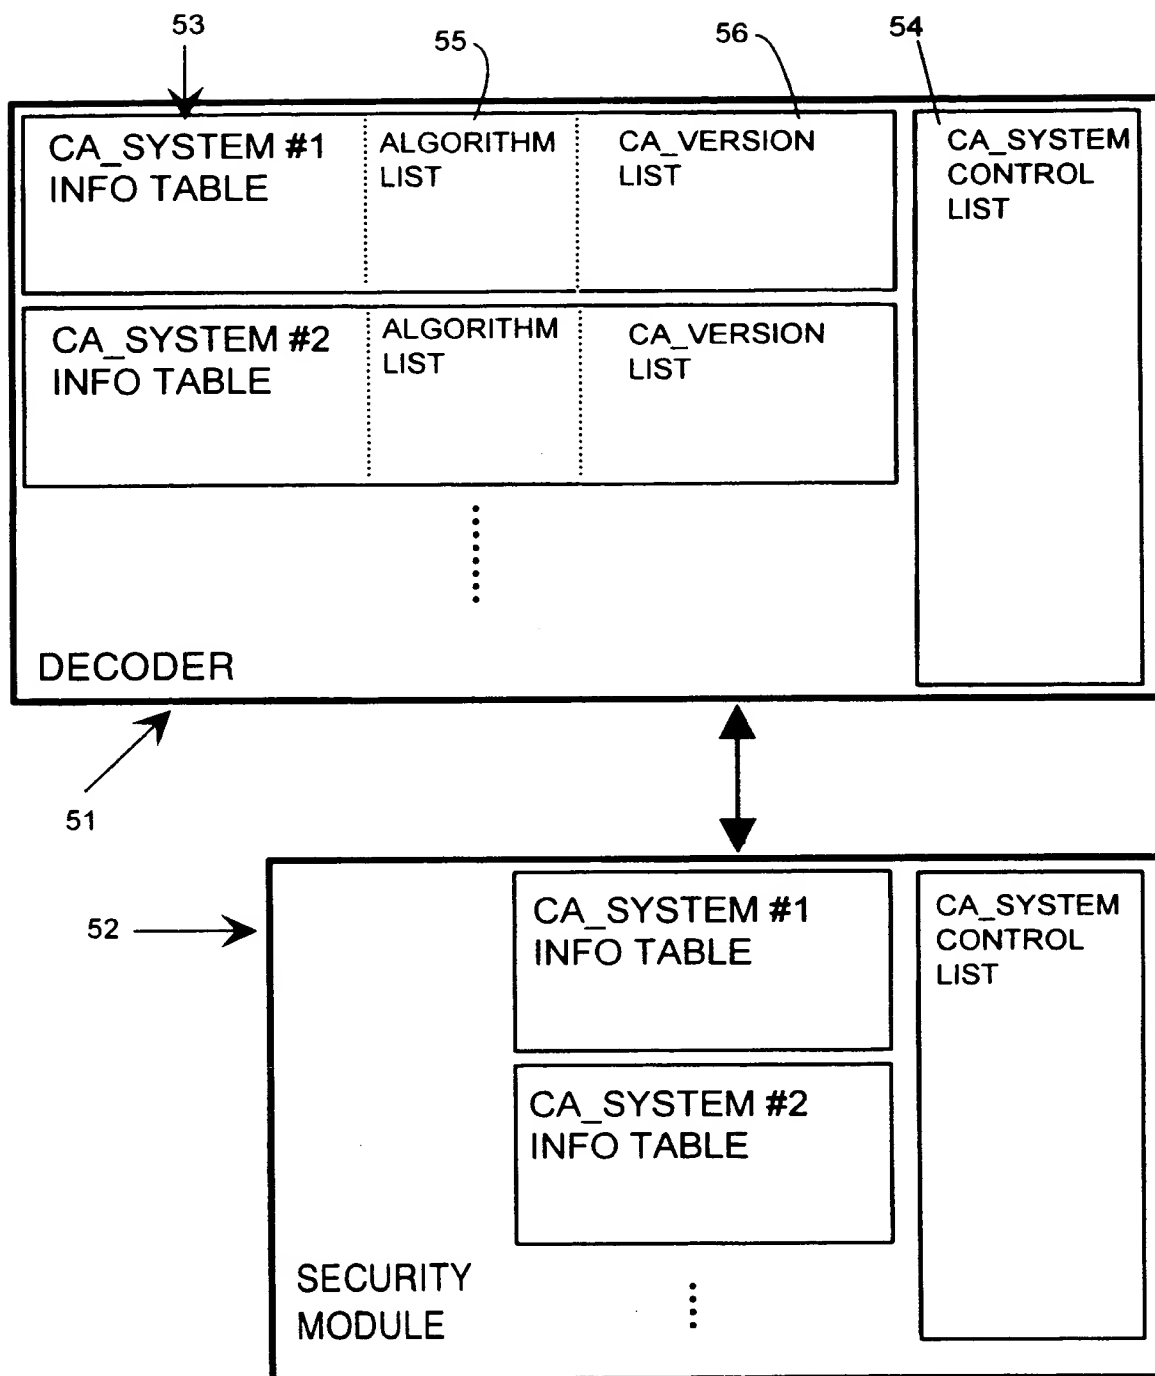 53
55
56
54
CA_SYSTEM #1
INFO TABLE
ALGORITHM
LIST
CA_VERSION
LIST
CA_SYSTEM
CONTROL
LIST
CA_SYSTEM #2
INFO TABLE
ALGORITHM
LIST
CA_VERSION
LIST
DECODER
51
52
CA_SYSTEM #1
INFO TABLE
CA_SYSTEM
CONTROL
LIST
CA_SYSTEM #2
INFO TABLE
SECURITY
MODULE